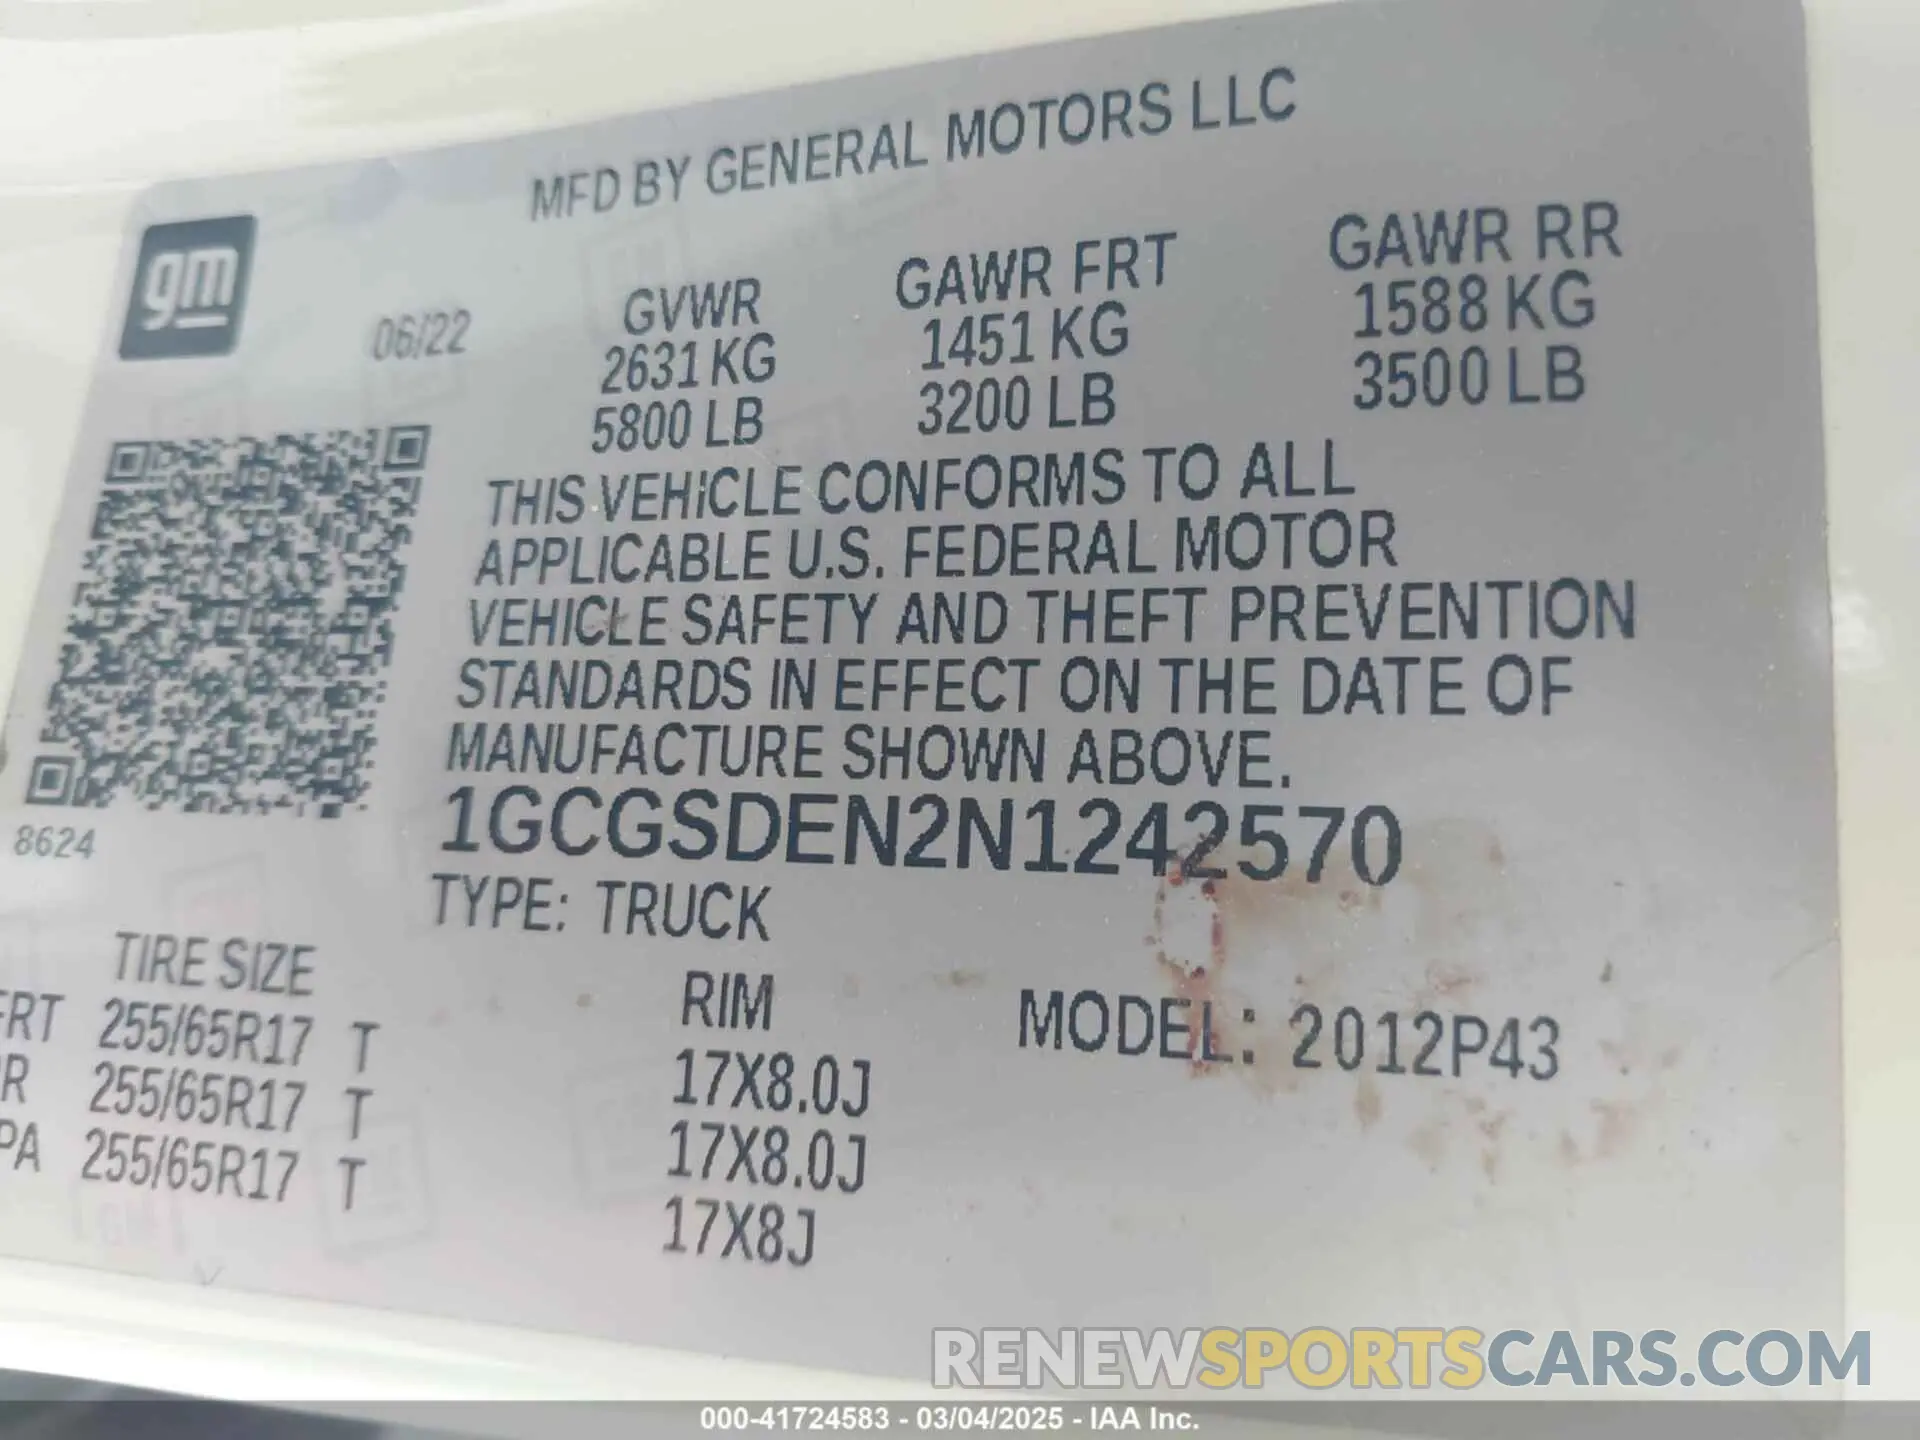 MFD BY GENERAL MOTORS LLC
gm
06/22
GVWR GAWR FRT GAWR RR
2631 KG 1451 KG 1588 KG
5800 LB 3200 LB 3500 LB
THIS VEHICLE CONFORMS TO ALL
APPLICABLE U.S. FEDERAL MOTOR
VEHICLE SAFETY AND THEFT PREVENTION
STANDARDS IN EFFECT ON THE DATE OF
MANUFACTURE SHOWN ABOVE.
1GCGSDEN2N1242570
8624
TYPE: TRUCK
TIRE SIZE RIM MODEL: 2012P43
FRT 255/65R17 T 17X8.0J
RR 255/65R17 T 17X8.0J
SPA 255/65R17 T 17X8J
RENEWSPORTSCARS.COM
000-41724583 - 03/04/2025 - IAA Inc.